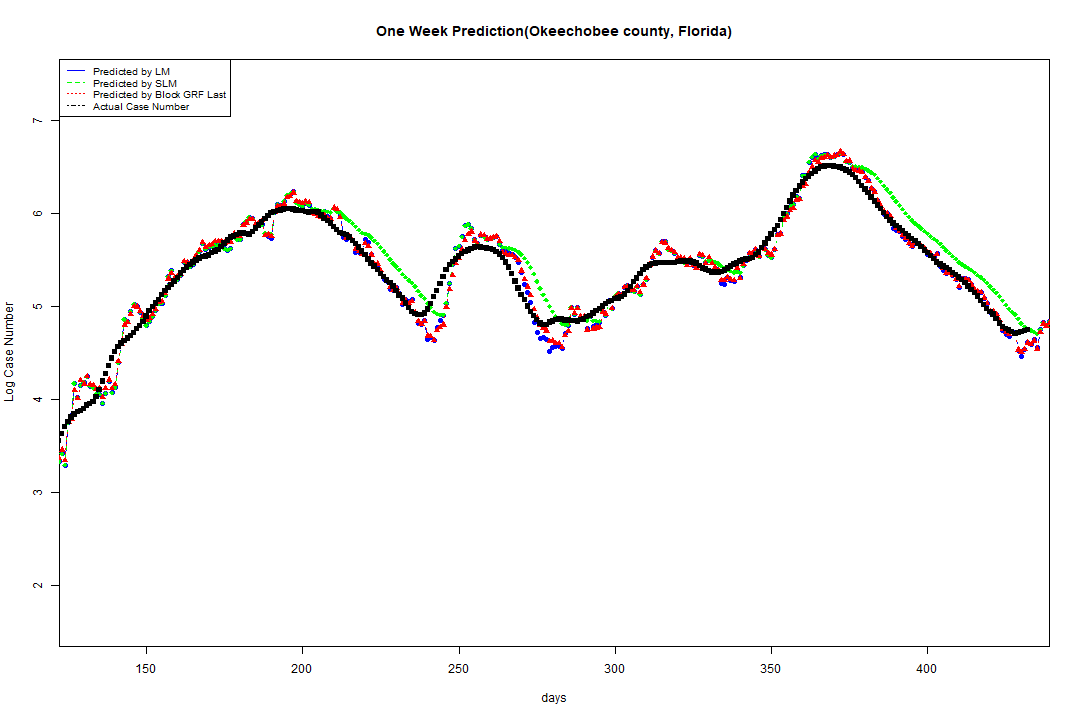 One Week Prediction(Okeechobee county, Florida)
Predicted by LM
Predicted by SLM
Predicted by Block GRF Last
Actual Case Number
7
6
5
4
3
2
Log Case Number
150 200 250 300 350 400
days